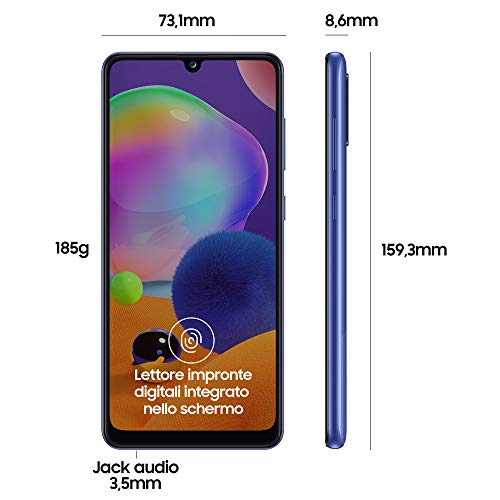 73,1mm
8,6mm
185g
159,3mm
Lettore impronte
digitali integrato
nello schermo
Jack audio
3,5mm